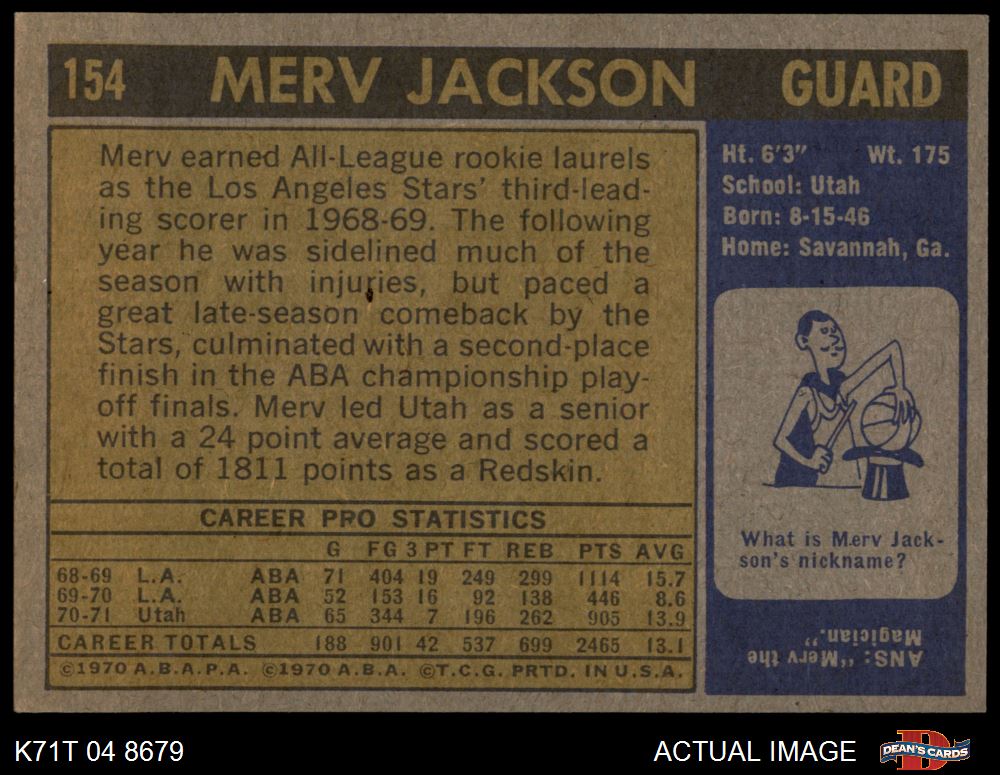 154 MERV JACKSON GUARD
Merv earned All-League rookie laurels
as the Los Angeles Stars' third-lead-
ing scorer in 1968-69. The following
year he was sidelined much of the
season with injuries, but paced a
great late-season comeback by the
Stars, culminated with a second-place
finish in the ABA championship play-
off finals. Merv led Utah as a senior
with a 24 point average and scored a
total of 1811 points as a Redskin.
CAREER PRO STATISTICS
G FG 3 PT FT REB PTS AVG
68-69 L.A. ABA 71 404 19 249 299 1114 15.7
69-70 L.A. ABA 52 153 16 92 138 446 8.6
70-71 Utah ABA 65 344 7 196 262 905 13.9
CAREER TOTALS 188 901 42 537 699 2465 13.1
©1970 A.B.A.P.A. ©1970 A.B.A. ©T.C.G. PRTD. IN U.S.A.
Ht. 6'3" Wt. 175
School: Utah
Born: 8-15-46
Home: Savannah, Ga.
What is Merv Jack-
son's nickname?
ANS: "Merv the
Magician."
K71T 04 8679 ACTUAL IMAGE DEAN'S CARDS